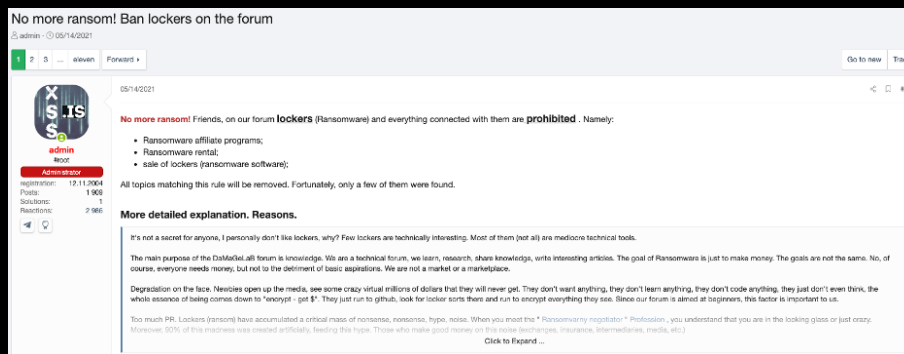 No more ransom! Ban lockers on the forum
admin · 05/14/2021
1 2 3 ... eleven Forward
Go to new
05/14/2021
XSS.IS
admin
#root
Administrator
registration: 12.11.2004
Posts: 1 909
Solutions: 1
Reactions: 2 986
No more ransom! Friends, on our forum lockers (Ransomware) and everything connected with them are prohibited . Namely:
• Ransomware affiliate programs;
• Ransomware rental;
• sale of lockers (ransomware software);
All topics matching this rule will be removed. Fortunately, only a few of them were found.
More detailed explanation. Reasons.
It's not a secret for anyone, I personally don't like lockers, why? Few lockers are technically interesting. Most of them (not all) are mediocre technical tools.
The main purpose of the DaMaGeLaB forum is knowledge. We are a technical forum, we learn, research, share knowledge, write interesting articles. The goal of Ransomware is just to make money. The goals are not the same. No, of
course, everyone needs money, but not to the detriment of basic aspirations. We are not a market or a marketplace.
Degradation on the face. Newbies open up the media, see some crazy virtual millions of dollars that they will never get. They don't want anything, they don't learn anything, they don't code anything, they just don't even think, the
whole essence of being comes down to "encrypt - get $". They just run to github, look for locker sorts there and run to encrypt everything they see. Since our forum is aimed at beginners, this factor is important to us.
Too much PR. Lockers (ransom) have accumulated a critical mass of nonsense, nonsense, hype, noise. When you meet the " Ransomvarny negotiator " Profession , you understand that you are in the looking glass or just crazy.
Moreover, 90% of this madness was created artificially, feeding this hype. Those who make good money on this noise (exchanges, insurance, intermediaries, media, etc.)
Click to Expand ...